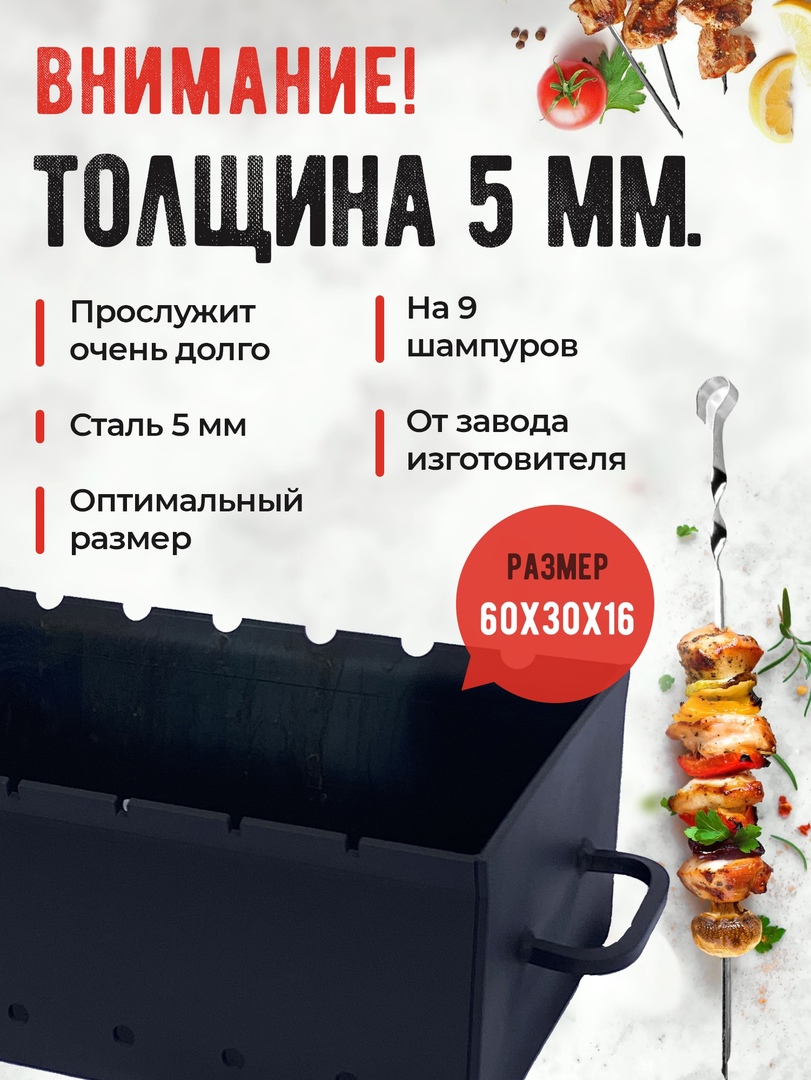 ВНИМАНИЕ!
ТОЛЩИНА 5 ММ.
Прослужит
очень долго
Сталь 5 мм
Оптимальный
размер
На 9
шампуров
От завода
изготовителя
РАЗМЕР
60X30X16